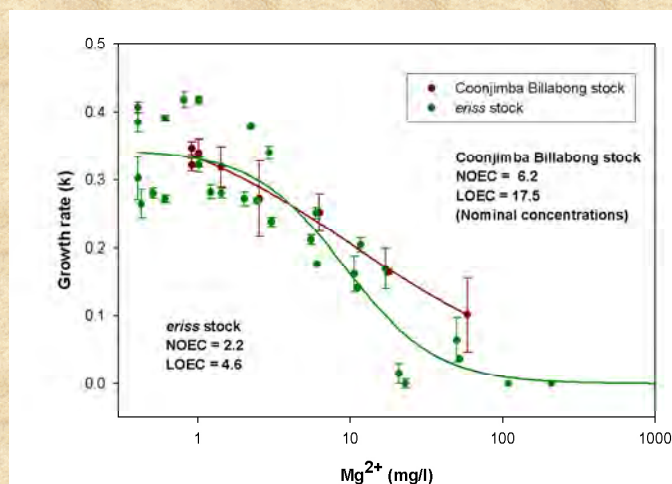 0.5
0.4
0.3
0.2
0.1
0.0
Growth rate (k)
Coonjimba Billabong stock
eriss stock
Coonjimba Billabong stock
NOEC = 6.2
LOEC = 17.5
(Nominal concentrations)
eriss stock
NOEC = 2.2
LOEC = 4.6
1 10 100 1000
Mg2+ (mg/l)